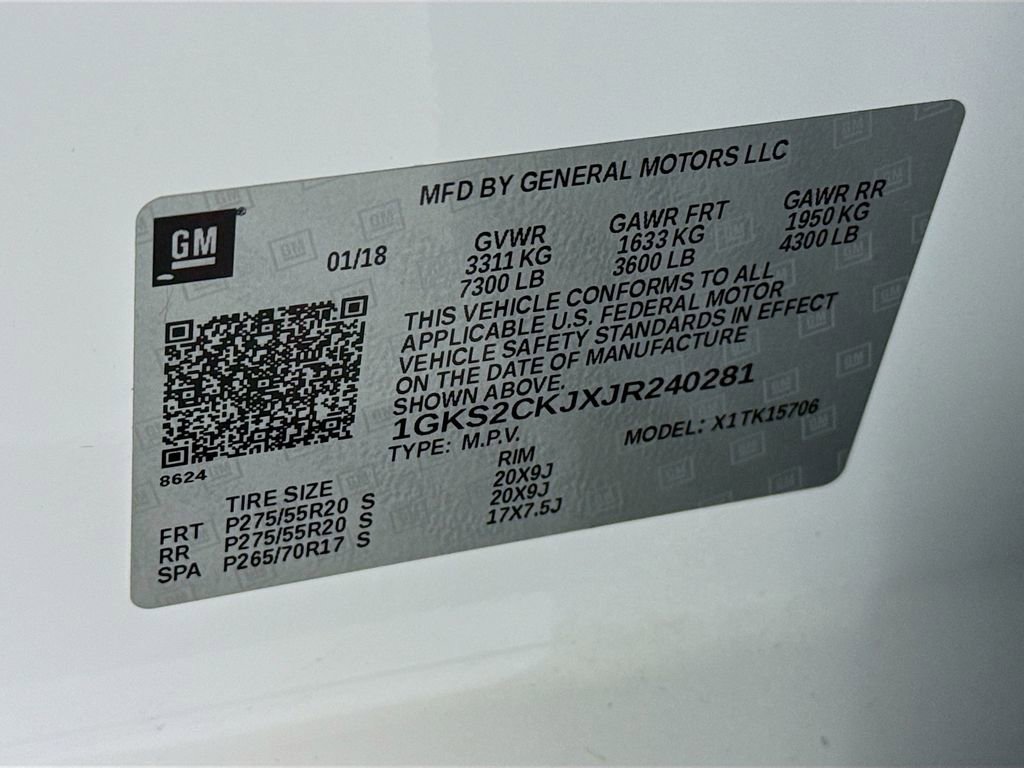 MFD BY GENERAL MOTORS LLC
GM
01/18
GVWR GAWR FRT GAWR RR
3311 KG 1633 KG 1950 KG
7300 LB 3600 LB 4300 LB
THIS VEHICLE CONFORMS TO ALL
APPLICABLE U.S. FEDERAL MOTOR
VEHICLE SAFETY STANDARDS IN EFFECT
ON THE DATE OF MANUFACTURE
SHOWN ABOVE.
1GKS2CKJXJR240281
TYPE: M.P.V. MODEL: X1TK15706
8624
TIRE SIZE RIM
FRT P275/55R20 S 20X9J
RR P275/55R20 S 20X9J
SPA P265/70R17 S 17X7.5J